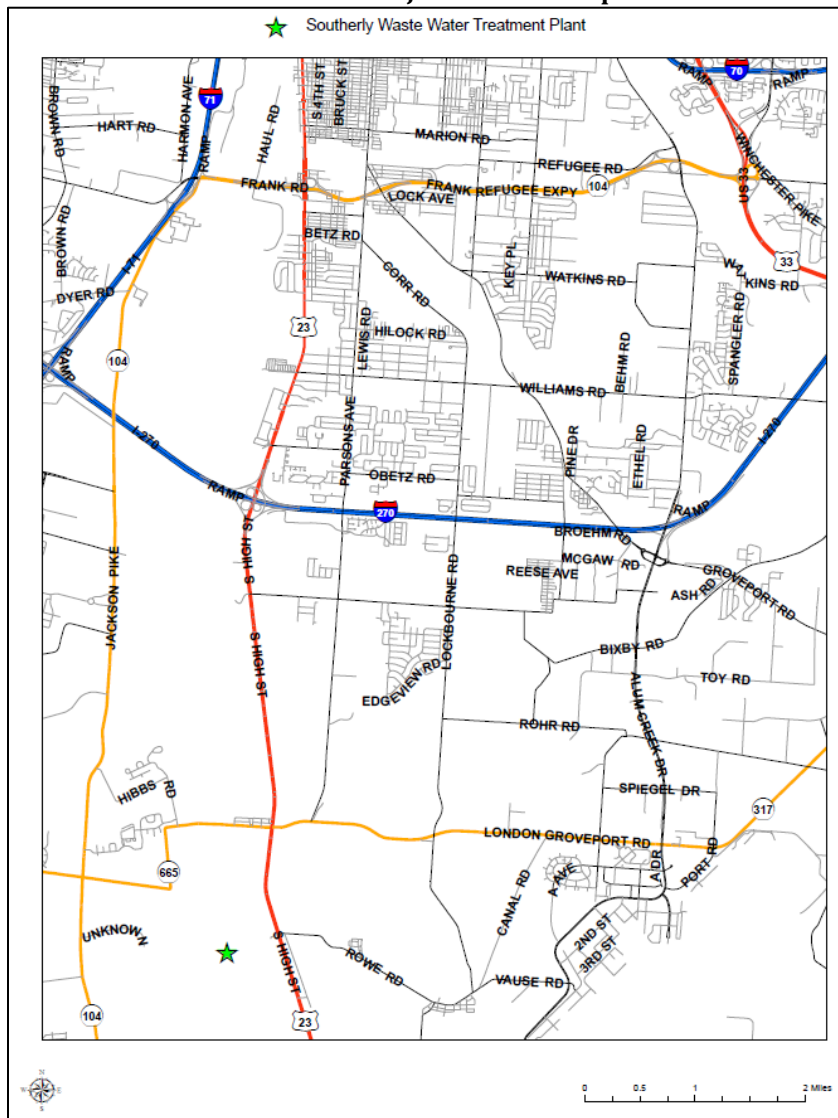 Southerly Waste Water Treatment Plant
RAMP
70
RAMP
71
BROWN RD
HARMON AVE
S 4TH ST
BRUCK ST
HART RD
HAUL RD
MARION RD
RAMP
REFUGEE RD
WINCHESTER PIKE
FRANK RD
FRANK REFUGEE EXPY
104
US 33
LOCK AVE
BROWN RD
BETZ RD
KEY PL
33
CORR RD
WATKINS RD
WATKINS RD
I-71
DYER RD
23
LEWIS RD
HILOCK RD
BEHM RD
SPANGLER RD
104
RAMP
WILLIAMS RD
I-270
I-270
PARSONS AVE
PINE DR
ETHEL RD
OBETZ RD
RAMP
270
RAMP
S HIGH ST
BROEHM RD
MCGAW RD
REESE AVE
GROVEPORT RD
ASH RD
JACKSON PIKE
LOCKBOURNE RD
S HIGH ST
BIXBY RD
EDGEVIEW RD
TOY RD
ALUM CREEK DR
ROHR RD
HIBBS RD
SPIEGEL DR
317
LONDON GROVEPORT RD
665
A DR
PORT RD
A AVE
CANAL RD
UNKNOWN
2ND ST
3RD ST
S HIGH ST
ROWE RD
VAUSE RD
104
23
N
W E
S
0 0.5 1 2 Miles